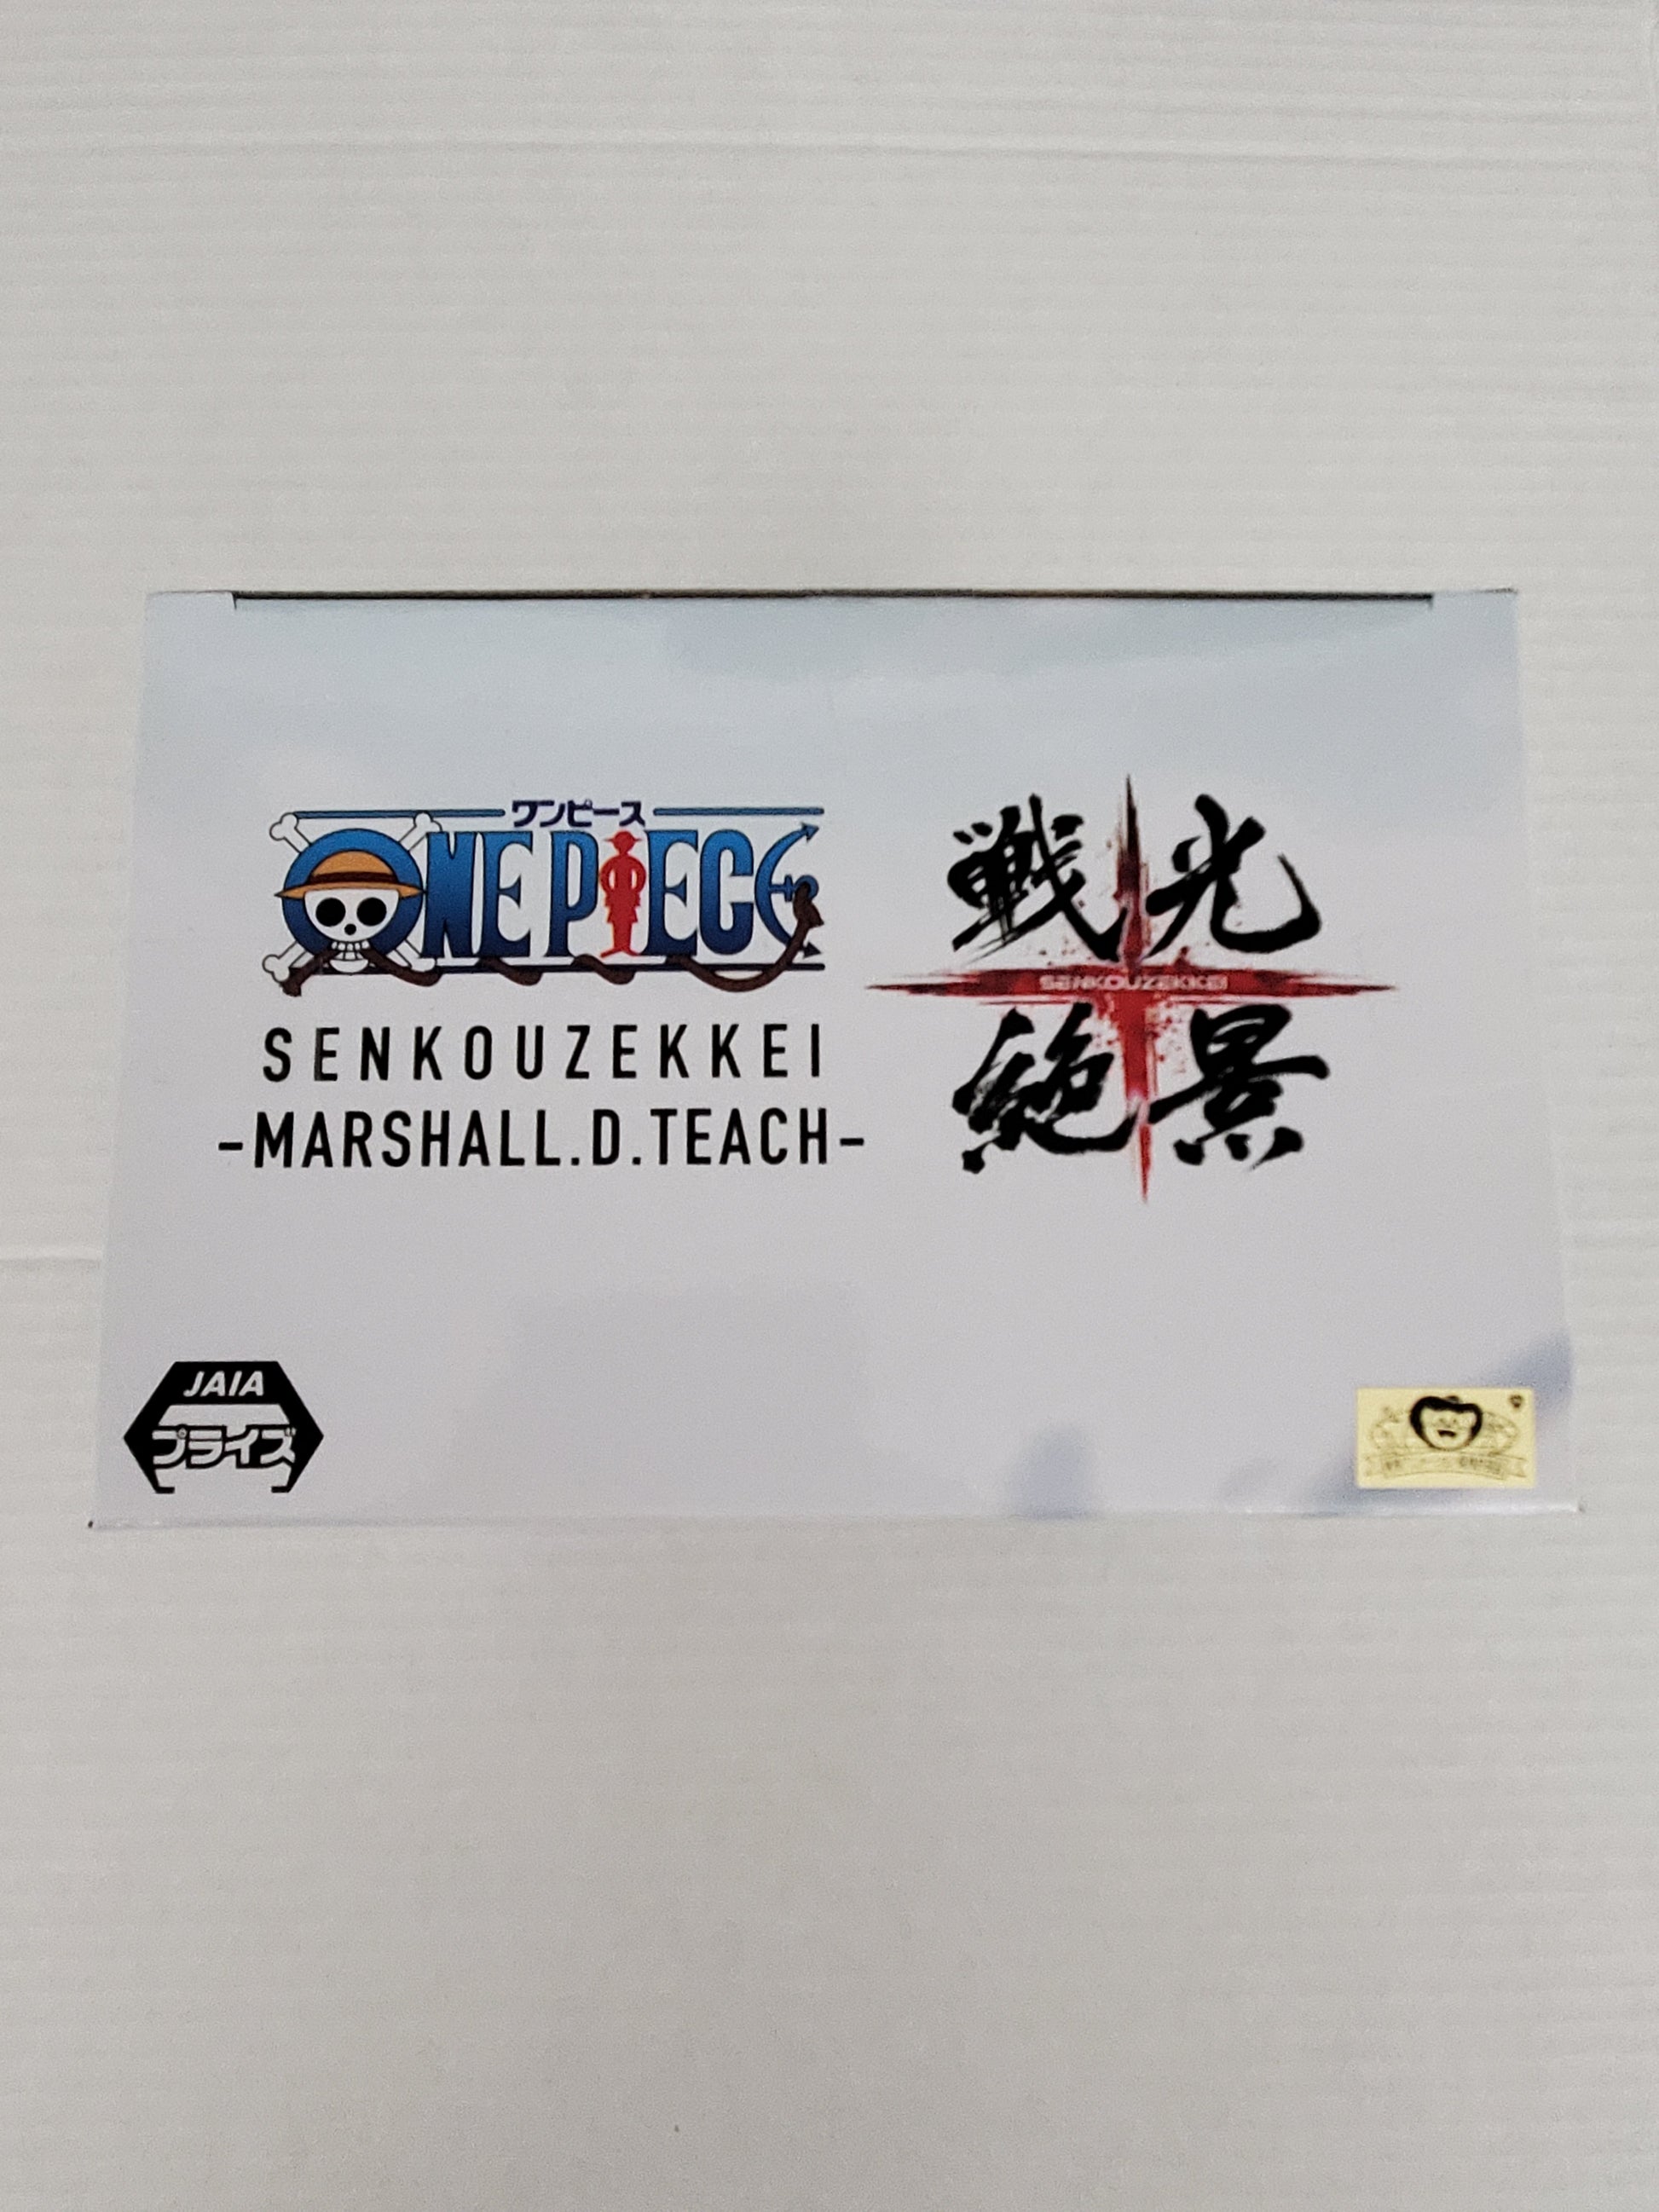 ワンピース
ONE PIECE
SENKOUZEKKEI
-MARSHALL.D.TEACH-
戦光
SENKOUZEKKEI
絶景
JAIA
プライズ